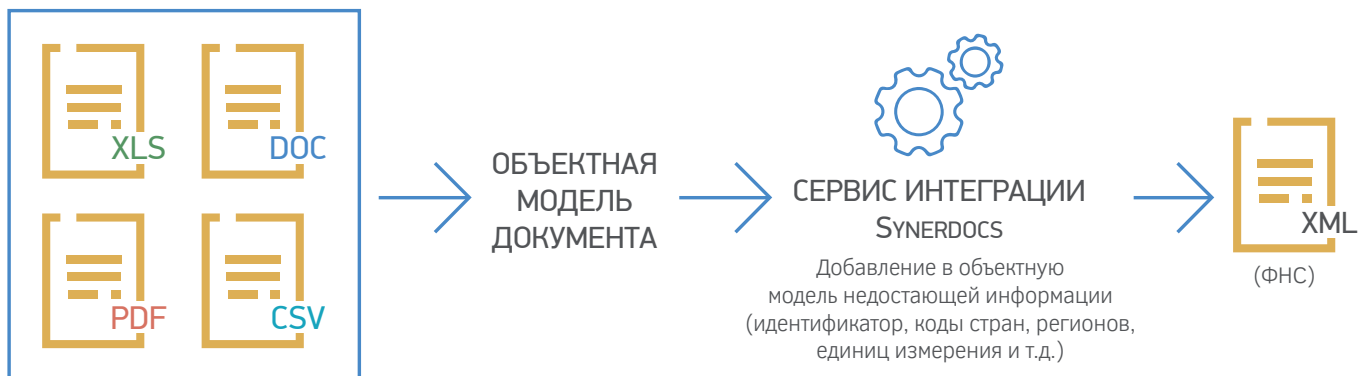 XLS
DOC
PDF
CSV
ОБЪЕКТНАЯ
МОДЕЛЬ
ДОКУМЕНТА
СЕРВИС ИНТЕГРАЦИИ
SYNERDOCS
Добавление в объектную
модель недостающей информации
(идентификатор, коды стран, регионов,
единиц измерения и т.д.)
XML
(ФНС)